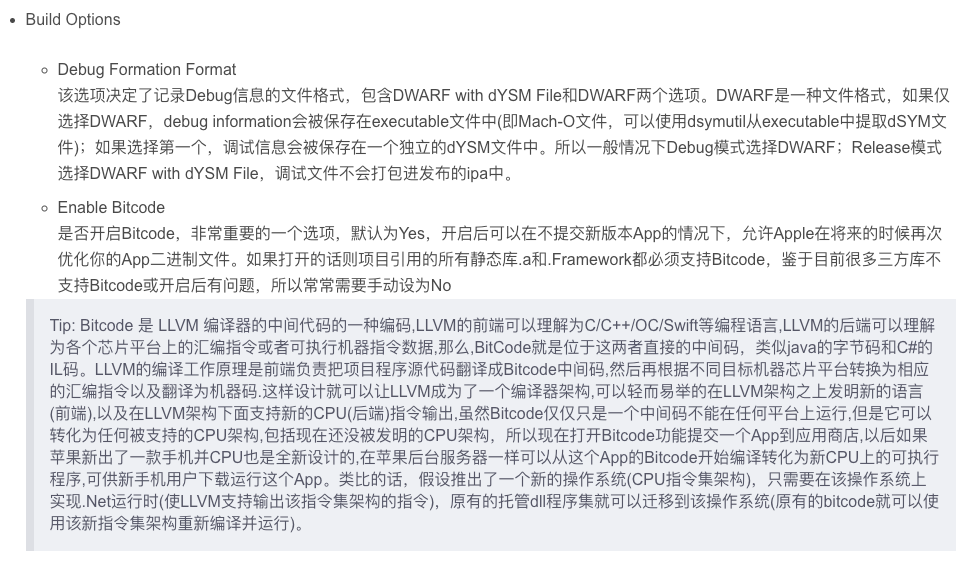 Build Options
Debug Formation Format
该选项决定了记录Debug信息的文件格式，包含DWARF with dYSM File和DWARF两个选项。DWARF是一种文件格式，如果仅
选择DWARF，debug information会被保存在executable文件中(即Mach-O文件，可以使用dsymutil从executable中提取dSYM文
件)；如果选择第一个，调试信息会被保存在一个独立的dYSM文件中。所以一般情况下Debug模式选择DWARF；Release模式
选择DWARF with dYSM File，调试文件不会打包进发布的ipa中。
Enable Bitcode
是否开启Bitcode，非常重要的一个选项，默认为Yes，开启后可以在不提交新版本App的情况下，允许Apple在将来的时候再次
优化你的App二进制文件。如果打开的话则项目引用的所有静态库.a和.Framework都必须支持Bitcode，鉴于目前很多三方库不
支持Bitcode或开启后有问题，所以常常需要手动设为No
Tip: Bitcode 是 LLVM 编译器的中间代码的一种编码,LLVM的前端可以理解为C/C++/OC/Swift等编程语言,LLVM的后端可以理解
为各个芯片平台上的汇编指令或者可执行机器指令数据,那么,BitCode就是位于这两者直接的中间码，类似java的字节码和C#的
IL码。LLVM的编译工作原理是前端负责把项目程序源代码翻译成Bitcode中间码,然后再根据不同目标机器芯片平台转换为相应
的汇编指令以及翻译为机器码.这样设计就可以让LLVM成为了一个编译器架构,可以轻而易举的在LLVM架构之上发明新的语言
(前端),以及在LLVM架构下面支持新的CPU(后端)指令输出,虽然Bitcode仅仅只是一个中间码不能在任何平台上运行,但是它可以
转化为任何被支持的CPU架构,包括现在还没被发明的CPU架构，所以现在打开Bitcode功能提交一个App到应用商店,以后如果
苹果新出了一款手机并CPU也是全新设计的,在苹果后台服务器一样可以从这个App的Bitcode开始编译转化为新CPU上的可执行
程序,可供新手机用户下载运行这个App。类比的话，假设推出了一个新的操作系统(CPU指令集架构)，只需要在该操作系统上
实现.Net运行时(使LLVM支持输出该指令集架构的指令)，原有的托管dll程序集就可以迁移到该操作系统(原有的bitcode就可以使
用该新指令集架构重新编译并运行)。